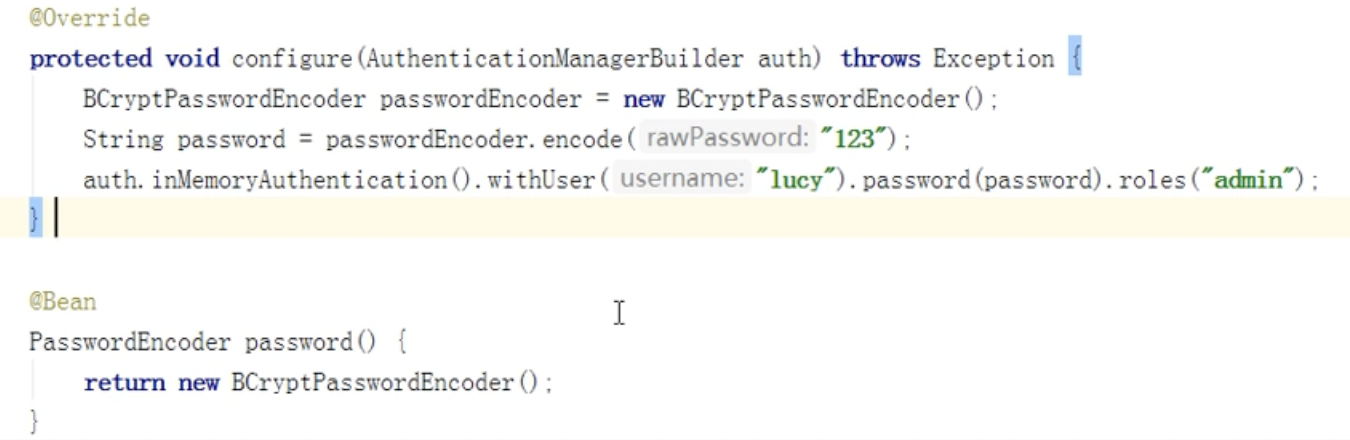 @Override
protected void configure(AuthenticationManagerBuilder auth) throws Exception {
BCryptPasswordEncoder passwordEncoder = new BCryptPasswordEncoder();
String password = passwordEncoder.encode( rawPassword: "123");
auth.inMemoryAuthentication().withUser( username: "lucy").password(password).roles("admin");
}
@Bean
PasswordEncoder password() {
return new BCryptPasswordEncoder();
}